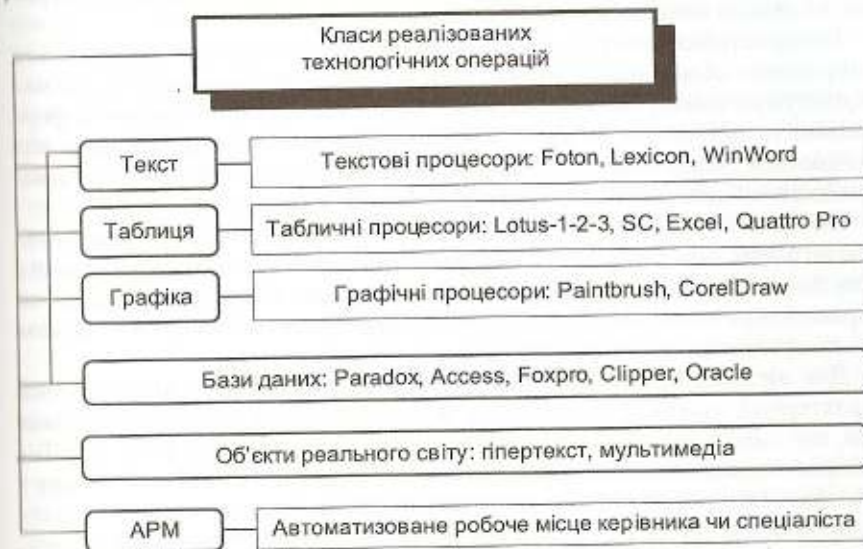 Класи реалізованих
технологічних операцій
Текст
Текстові процесори: Foton, Lexicon, WinWord
Таблиця
Табличні процесори: Lotus-1-2-3, SC, Excel, Quattro Pro
Графіка
Графічні процесори: Paintbrush, CorelDraw
Бази даних: Paradox, Access, Foxpro, Clipper, Oracle
Об'єкти реального світу: гіпертекст, мультимедіа
АРМ
Автоматизоване робоче місце керівника чи спеціаліста